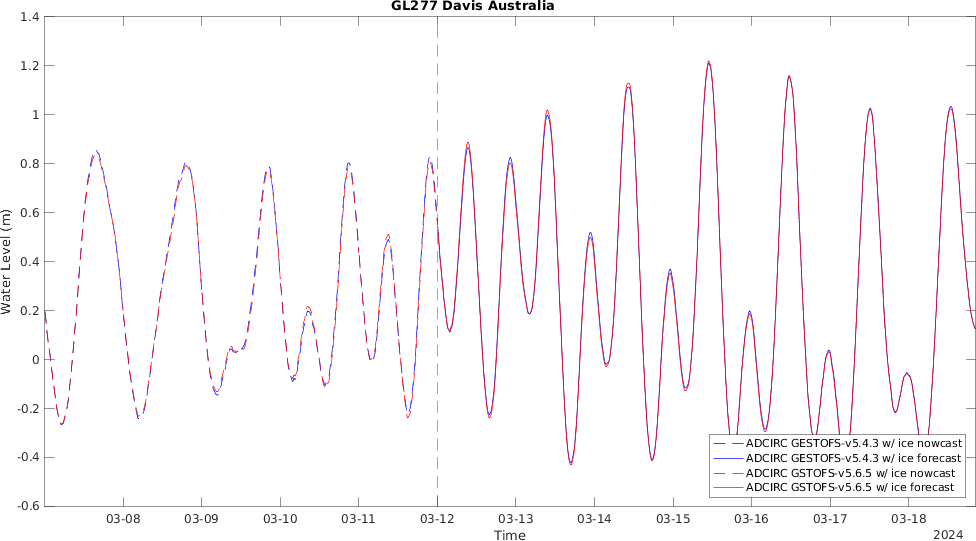 GL277 Davis Australia
1.4
1.2
1
0.8
0.6
0.4
0.2
0
-0.2
-0.4
-0.6
Water Level (m)
03-08 03-09 03-10 03-11 03-12 03-13 03-14 03-15 03-16 03-17 03-18
Time
2024
ADCIRC GESTOFS-v5.4.3 w/ ice nowcast
ADCIRC GESTOFS-v5.4.3 w/ ice forecast
ADCIRC GSTOFS-v5.6.5 w/ ice nowcast
ADCIRC GSTOFS-v5.6.5 w/ ice forecast